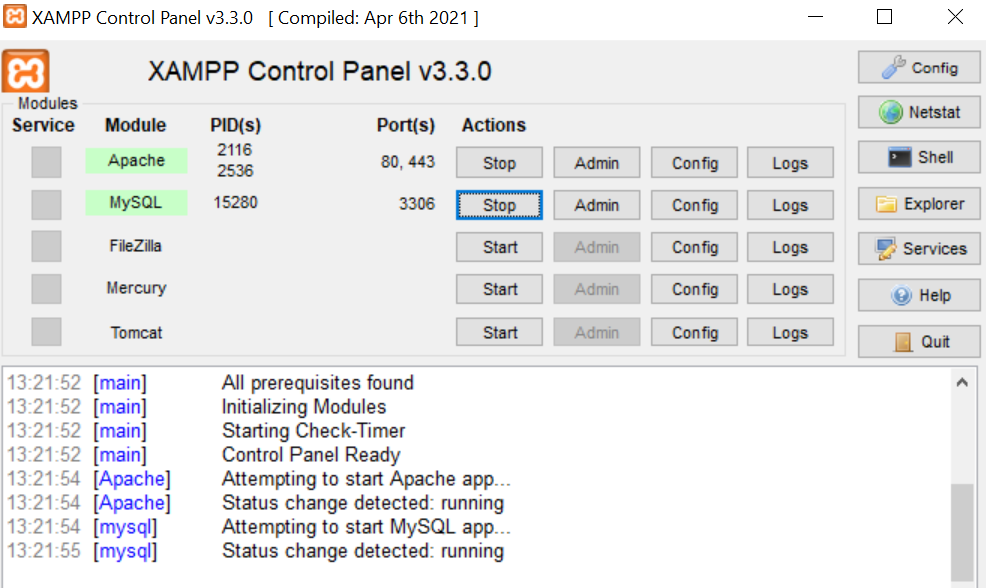 XAMPP Control Panel v3.3.0 [ Compiled: Apr 6th 2021 ]
XAMPP Control Panel v3.3.0
Config
Modules
Service Module PID(s) Port(s) Actions
Netstat
Apache 2116 2536 80, 443 Stop Admin Config Logs
Shell
MySQL 15280 3306 Stop Admin Config Logs
Explorer
FileZilla Start Admin Config Logs
Services
Mercury Start Admin Config Logs
Help
Tomcat Start Admin Config Logs
Quit
13:21:52 [main] All prerequisites found
13:21:52 [main] Initializing Modules
13:21:52 [main] Starting Check-Timer
13:21:52 [main] Control Panel Ready
13:21:54 [Apache] Attempting to start Apache app...
13:21:54 [Apache] Status change detected: running
13:21:54 [mysql] Attempting to start MySQL app...
13:21:55 [mysql] Status change detected: running